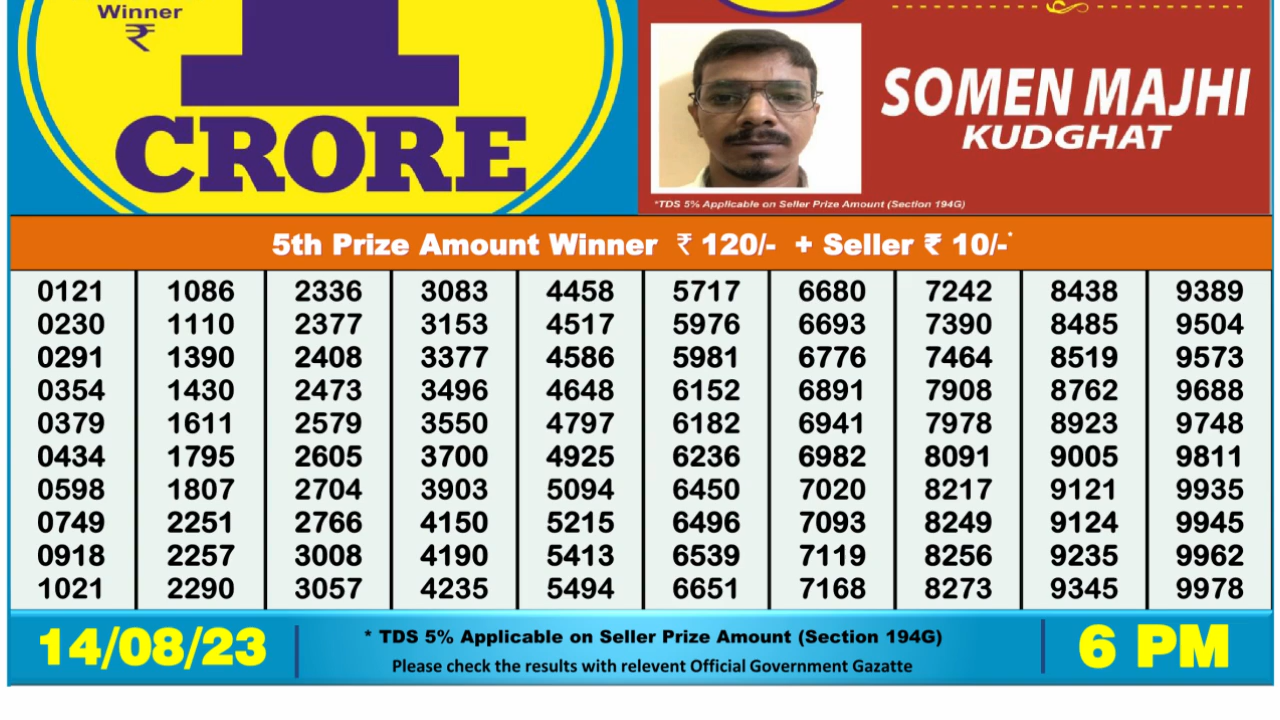 Winner
₹
1
CRORE
SOMEN MAJHI
KUDGHAT
*TDS 5% Applicable on Seller Prize Amount (Section 194G)
5th Prize Amount Winner ₹ 120/- + Seller ₹ 10/-*
0121 1086 2336 3083 4458 5717 6680 7242 8438 9389
0230 1110 2377 3153 4517 5976 6693 7390 8485 9504
0291 1390 2408 3377 4586 5981 6776 7464 8519 9573
0354 1430 2473 3496 4648 6152 6891 7908 8762 9688
0379 1611 2579 3550 4797 6182 6941 7978 8923 9748
0434 1795 2605 3700 4925 6236 6982 8091 9005 9811
0598 1807 2704 3903 5094 6450 7020 8217 9121 9935
0749 2251 2766 4150 5215 6496 7093 8249 9124 9945
0918 2257 3008 4190 5413 6539 7119 8256 9235 9962
1021 2290 3057 4235 5494 6651 7168 8273 9345 9978
14/08/23
* TDS 5% Applicable on Seller Prize Amount (Section 194G)
Please check the results with relevent Official Government Gazatte
6 PM